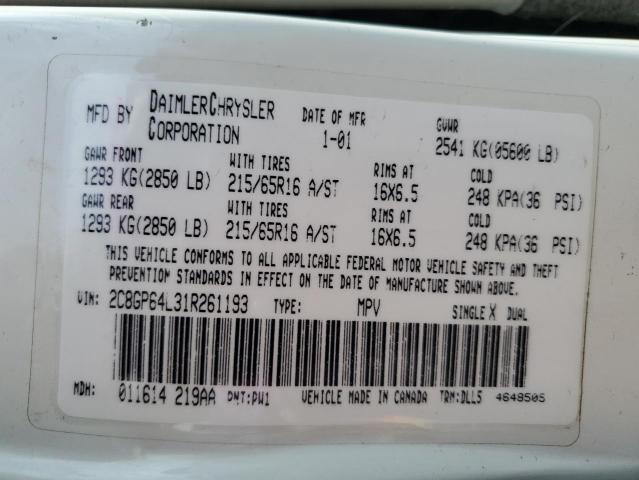 MFD BY DAIMLERCHRYSLER CORPORATION DATE OF MFR 1-01 GVWR 2541 KG(05600 LB)
GAWR FRONT WITH TIRES RIMS AT COLD
1293 KG(2850 LB) 215/65R16 A/ST 16X6.5 248 KPA(36 PSI)
GAWR REAR WITH TIRES RIMS AT COLD
1293 KG(2850 LB) 215/65R16 A/ST 16X6.5 248 KPA(36 PSI)
THIS VEHICLE CONFORMS TO ALL APPLICABLE FEDERAL MOTOR VEHICLE SAFETY AND THEFT
PREVENTION STANDARDS IN EFFECT ON THE DATE OF MANUFACTURE SHOWN ABOVE.
VIN: 2C8GP64L31R261193 TYPE: MPV SINGLE X DUAL
MDH: 011614 219AA PNT:PW1 VEHICLE MADE IN CANADA TRM:DLL5 4648505